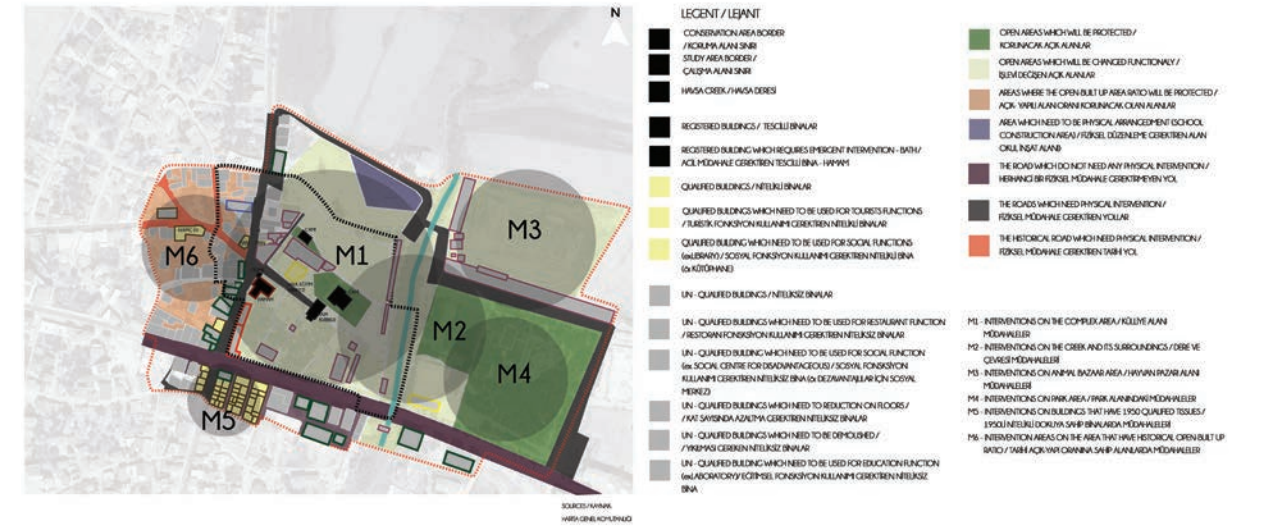 N
M1
M2
M3
M4
M5
M6
SOURCES / KAYNAK
HARİTA GENEL KOMUTANLIĞI
LEGENT / LEJANT
CONSERVATION AREA BORDER
/ KORUMA ALANI SINIRI
STUDY AREA BORDER /
ÇALIŞMA ALANI SINIRI
HAVSA CREEK / HAVSA DERESİ
REGISTERED BUILDINGS / TESCİLLİ BİNALAR
REGISTERED BUILDING WHICH REQUIRES EMERGENT INTERVENTION - BATH /
ACİL MÜDAHALE GEREKTİREN TESCİLLİ BİNA - HAMAM
QUALIFIED BUILDINGS / NİTELİKLİ BİNALAR
QUALIFIED BUILDINGS WHICH NEED TO BE USED FOR TOURISTS FUNCTIONS
/ TURİSTİK FONKSİYON KULLANIMI GEREKTİREN NİTELİKLİ BİNALAR
QUALIFIED BUILDING WHICH NEED TO BE USED FOR SOCIAL FUNCTIONS
(ex:LIBRARY) / SOSYAL FONKSİYON KULLANIMI GEREKTİREN NİTELİKLİ BİNA
(ör: KÜTÜPHANE)
UN - QUALIFIED BUILDINGS / NİTELİKSİZ BİNALAR
UN - QUALIFIED BUILDINGS WHICH NEED TO BE USED FOR RESTAURANT FUNCTION
/ RESTORAN FONSKSİYON KULLANIMI GEREKTİREN NİTELİKSİZ BİNALAR
UN - QUALIFIED BUILDING WHICH NEED TO BE USED FOR SOCIAL FUNCTION
(ex: SOCIAL CENTRE FOR DISADVANTAGEOUS) / SOSYAL FONSKSİYON
KULLANIMI GEREKTİREN NİTELİKSİZ BİNA (ör: DEZAVANTAJLILAR İÇİN SOSYAL
MERKEZ)
UN - QUALIFIED BUILDINGS WHICH NEED TO REDUCTION ON FLOORS /
/ KAT SAYISINDA AZALTMA GEREKTİREN NİTELİKSİZ BİNALAR
UN - QUALIFIED BUILDINGS WHICH NEED TO BE DEMOLISHED /
/ YIKILMASI GEREKEN NİTELİKSİZ BİNALAR
UN - QUALIFIED BUILDINGS WHICH NEED TO BE USED FOR EDUCATION FUNCTION
(ex:LABORATORY)/ EĞİTİMSEL FONSKSİYON KULLANIMI GEREKTİREN NİTELİKSİZ
BİNA
OPEN AREAS WHICH WILL BE PROTECTED /
KORUNACAK AÇIK ALANLAR
OPEN AREAS WHICH WILL BE CHANGED FUNCTIONALY /
İŞLEVİ DEĞİŞEN AÇIK ALANLAR
AREAS WHERE THE OPEN-BUILT UP AREA RATIO WILL BE PROTECTED /
AÇIK- YAPILI ALAN ORANI KORUNACAK OLAN ALANLAR
AREA WHICH NEED TO BE PHYSICAL ARRANGEMENT (SCHOOL
CONSTRUCTION AREA) / FİZİKSEL DÜZENLEME GEREKTİREN ALAN
OKUL İNŞAT ALANI)
THE ROAD WHICH DO NOT NEED ANY PHYSICAL INTERVENTION /
HERHANGİ BİR FİZİKSEL MÜDAHALE GEREKTİRMEYEN YOL
THE ROADS WHICH NEED PHYSICAL INTERVENTION /
FİZİKSEL MÜDAHALE GEREKTİREN YOLLAR
THE HISTORICAL ROAD WHICH NEED PHYSICAL INTERVENTION /
FİZİKSEL MÜDAHALE GEREKTİREN TARİHİ YOL
M1 - INTERVENTIONS ON THE COMPLEX AREA / KÜLLİYE ALANI
MÜDAHALELER
M2 - INTERVENTIONS ON THE CREEK AND ITS SURROUNDINGS / DERE VE
ÇEVRESİ MÜDAHALELERİ
M3 - INTERVENTIONS ON ANIMAL BAZAAR AREA / HAYVAN PAZARI ALANI
MÜDAHALELERİ
M4 - INTERVENTIONS ON PARK AREA / PARK ALANINDAKİ MÜDAHALELER
M5 - INTERVENTIONS ON BUILDINGS THAT HAVE 1950 QUALIFIED TISSUES /
1950Lİ NİTELİKLİ DOKUYA SAHİP BİNALARDA MÜDAHALELERİ
M6 - INTERVENTION AREAS ON THE AREA THAT HAVE HISTORICAL OPEN-BUILT UP
RATIO / TARİHİ AÇIK-YAPI ORANINA SAHİP ALANLARDA MÜDAHALELER